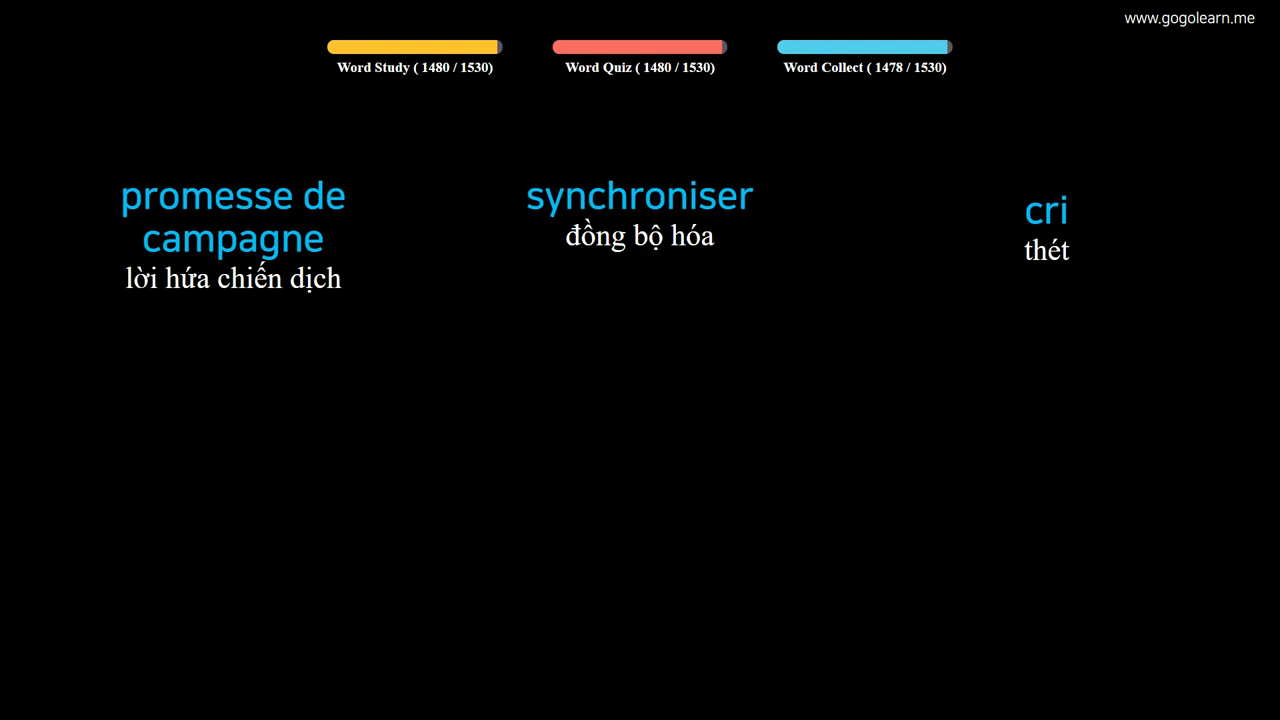 www.gogolearn.me
Word Study ( 1480 / 1530)
Word Quiz ( 1480 / 1530)
Word Collect ( 1478 / 1530)
promesse de
campagne
lời hứa chiến dịch
synchroniser
đồng bộ hóa
cri
thét